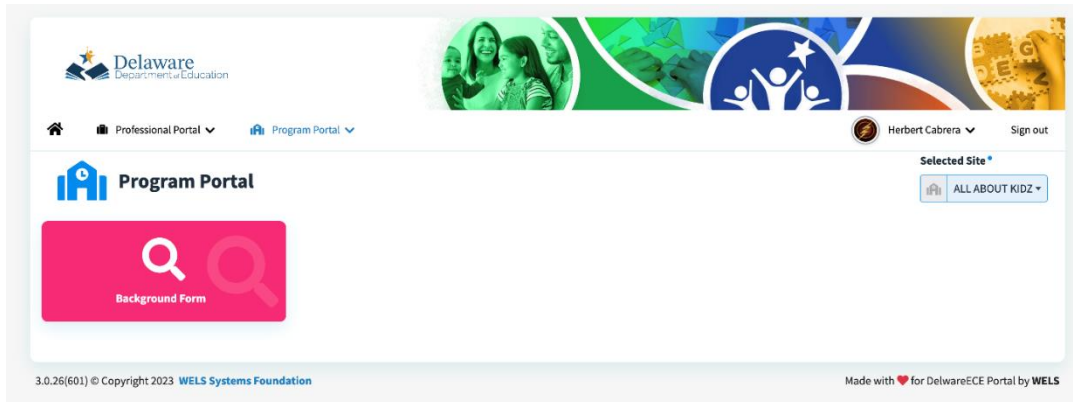 Delaware
Department of Education
Professional Portal
Program Portal
Herbert Cabrera
Sign out
Program Portal
Selected Site
ALL ABOUT KIDZ
Background Form
3.0.26(601) © Copyright 2023 WELS Systems Foundation
Made with ❤ for DelwareECE Portal by WELS